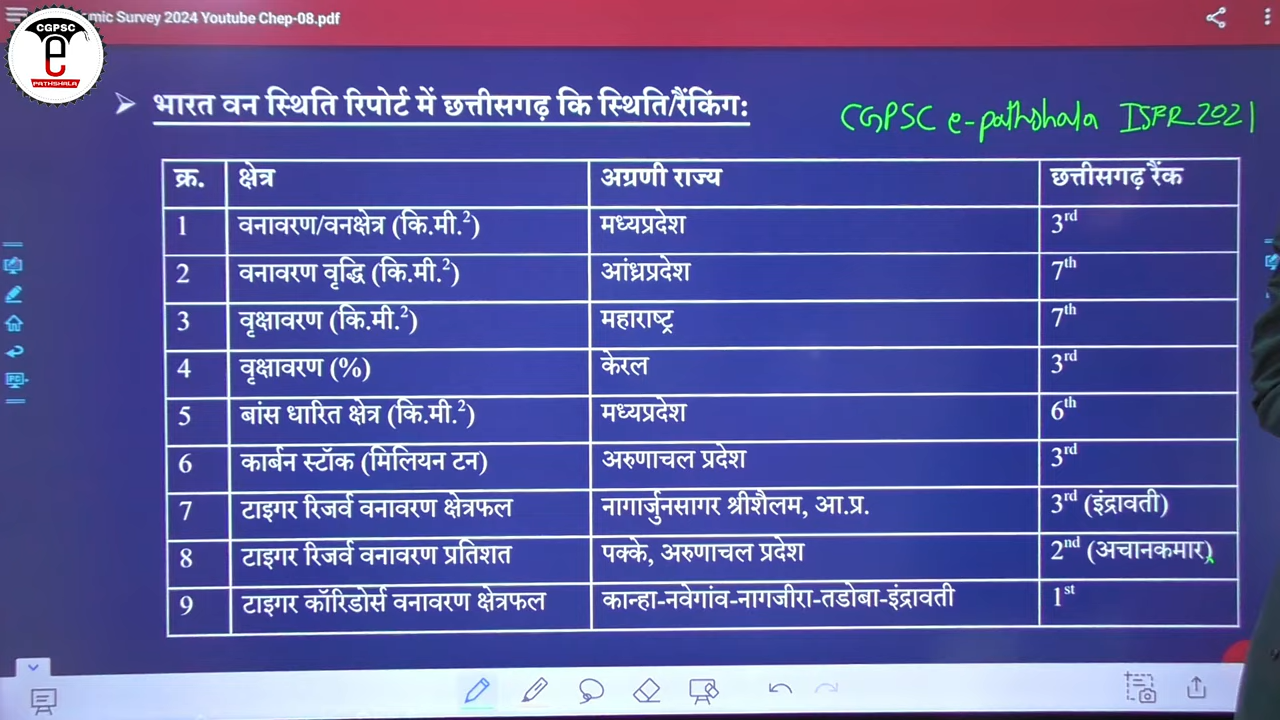 mic Survey 2024 Youtube Chep-08.pdf
CGPSC
e
PATHSHALA
भारत वन स्थिति रिपोर्ट में छत्तीसगढ़ कि स्थिति/रैंकिंग:
CGPSC e-pathshala ISFR 2021
क्र. क्षेत्र अग्रणी राज्य छत्तीसगढ़ रैंक
1 वनावरण/वनक्षेत्र (कि.मी.²) मध्यप्रदेश 3rd
2 वनावरण वृद्धि (कि.मी.²) आंध्रप्रदेश 7th
3 वृक्षावरण (कि.मी.²) महाराष्ट्र 7th
4 वृक्षावरण (%) केरल 3rd
5 बांस धारित क्षेत्र (कि.मी.²) मध्यप्रदेश 6th
6 कार्बन स्टॉक (मिलियन टन) अरुणाचल प्रदेश 3rd
7 टाइगर रिजर्व वनावरण क्षेत्रफल नागार्जुनसागर श्रीशैलम, आ.प्र. 3rd (इंद्रावती)
8 टाइगर रिजर्व वनावरण प्रतिशत पक्के, अरुणाचल प्रदेश 2nd (अचानकमार)
9 टाइगर कॉरिडोर्स वनावरण क्षेत्रफल कान्हा-नवेगांव-नागजीरा-तडोबा-इंद्रावती 1st